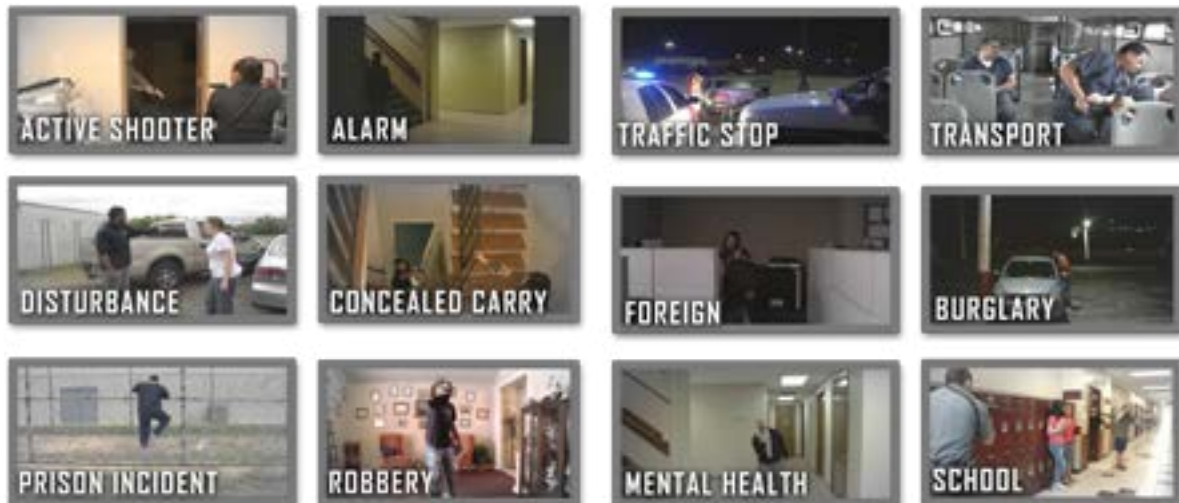 ACTIVE SHOOTER
ALARM
TRAFFIC STOP
TRANSPORT
DISTURBANCE
CONCEALED CARRY
FOREIGN
BURGLARY
PRISON INCIDENT
ROBBERY
MENTAL HEALTH
SCHOOL